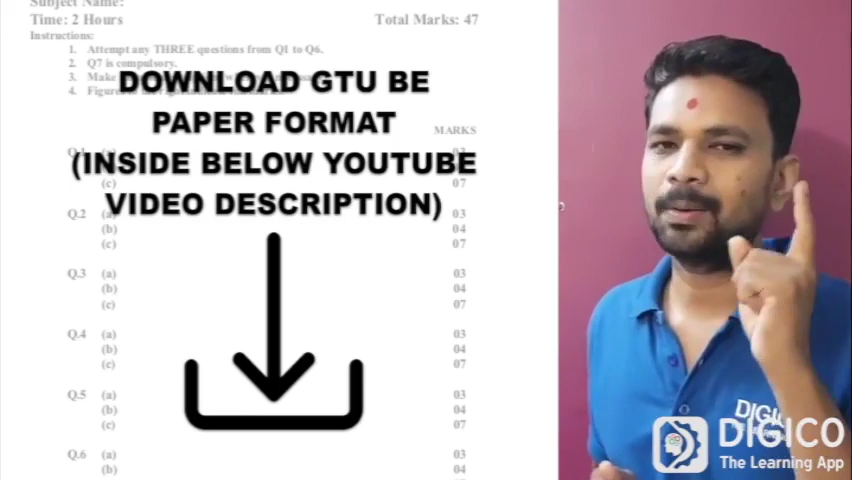 Subject Name:
Time: 2 Hours Total Marks: 47
Instructions:
1. Attempt any THREE questions from Q1 to Q6.
2. Q7 is compulsory.
3. Make
4.
DOWNLOAD GTU BE
PAPER FORMAT
(INSIDE BELOW YOUTUBE
VIDEO DESCRIPTION)
MARKS
(c) 07
Q.2 (a) 03
(b) 04
(c) 07
Q.3 (a) 03
(b) 04
(c) 07
Q.4 (a) 03
(b) 04
(c) 07
Q.5 (a) 03
(b) 04
(c) 07
Q.6 (a) 03
(b) 04
DIGICO
The Learning App